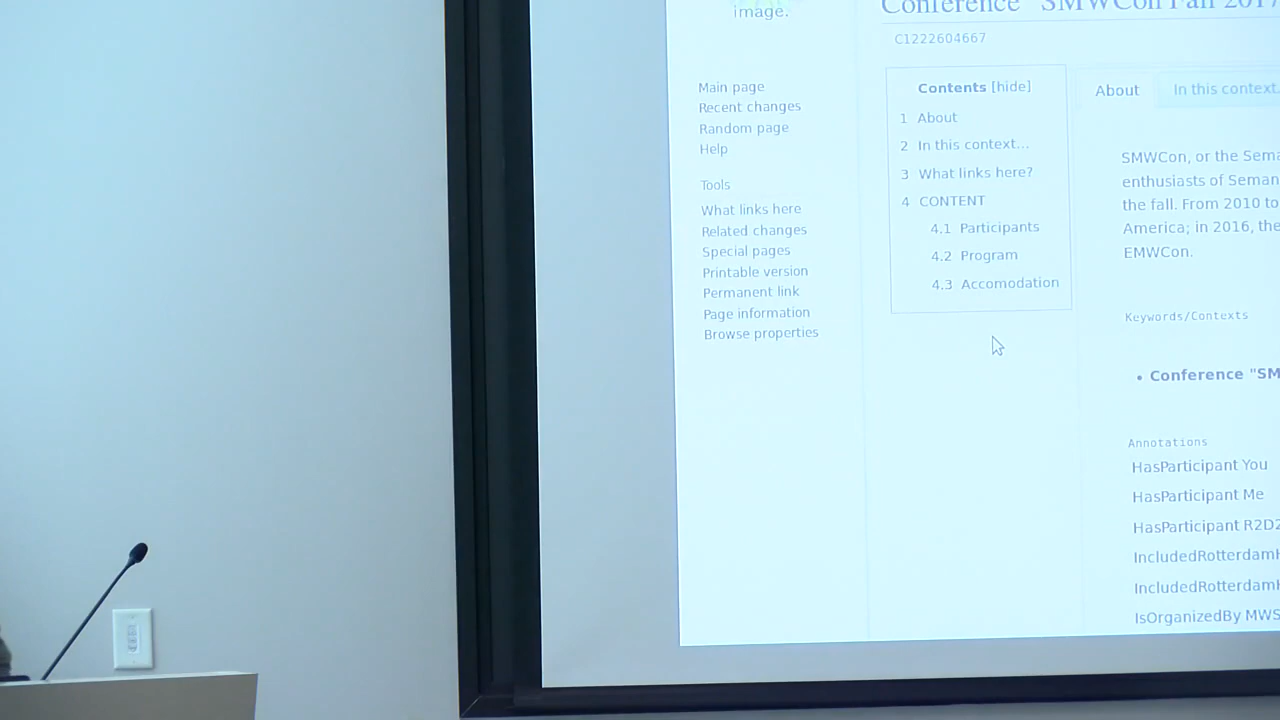 image.
Main page
Recent changes
Random page
Help
Tools
What links here
Related changes
Special pages
Printable version
Permanent link
Page information
Browse properties
Conference "SMWCon Fall 2017
C1222604667
Contents [hide]
1 About
2 In this context...
3 What links here?
4 CONTENT
4.1 Participants
4.2 Program
4.3 Accomodation
About
In this context.
SMWCon, or the Sema
enthusiasts of Seman
the fall. From 2010 to
America; in 2016, the
EMWCon.
Keywords/Contexts
• Conference "SM
Annotations
HasParticipant You
HasParticipant Me
HasParticipant R2D2
IncludedRotterdam
IncludedRotterdam
IsOrganizedBy MWS